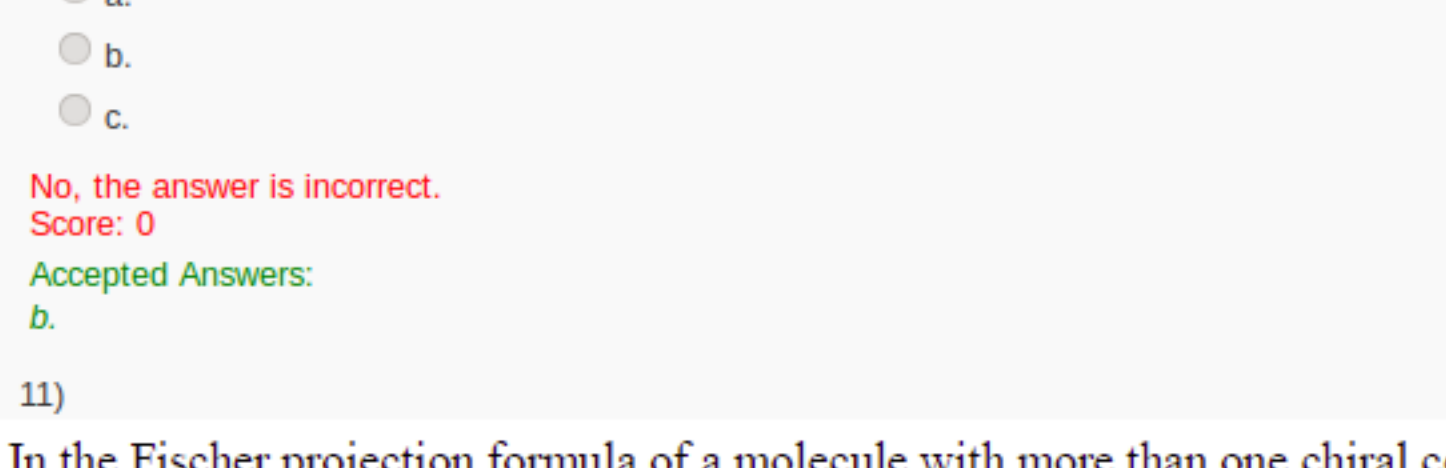 a.
b.
c.
No, the answer is incorrect.
Score: 0
Accepted Answers:
b.
11)
In the Fischer projection formula of a molecule with more than one chiral